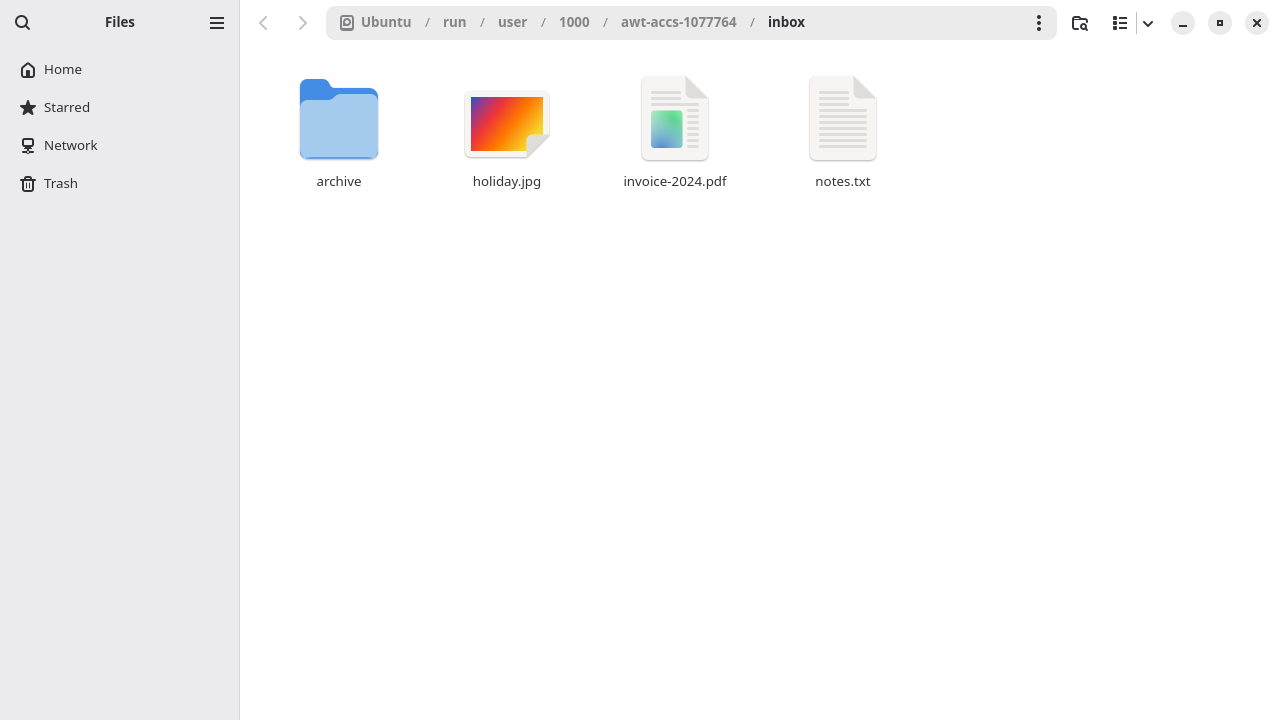 Files
Ubuntu / run / user / 1000 / awt-accs-1077764 / inbox
Home
Starred
Network
Trash
archive
holiday.jpg
invoice-2024.pdf
notes.txt